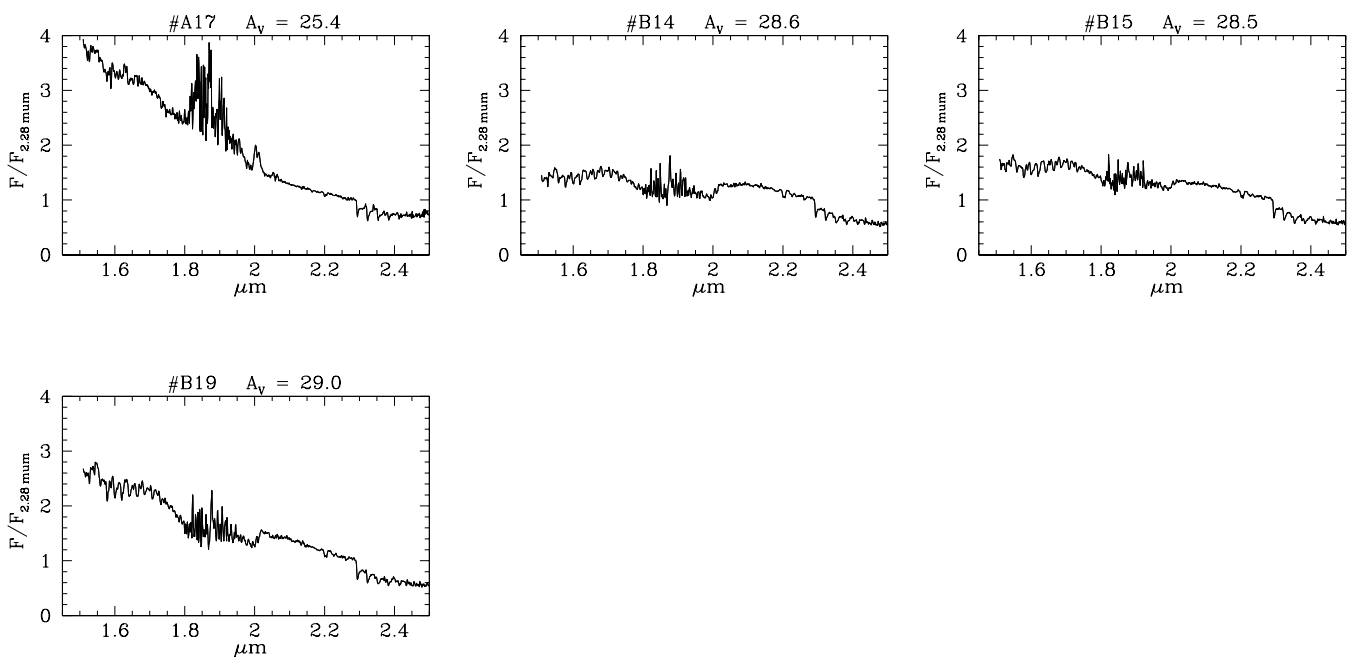 #A17 A_V = 25.4
F/F_2.28 mum
4
3
2
1
0
1.6 1.8 2 2.2 2.4
μm
#B14 A_V = 28.6
F/F_2.28 mum
4
3
2
1
0
1.6 1.8 2 2.2 2.4
μm
#B15 A_V = 28.5
F/F_2.28 mum
4
3
2
1
0
1.6 1.8 2 2.2 2.4
μm
#B19 A_V = 29.0
F/F_2.28 mum
4
3
2
1
0
1.6 1.8 2 2.2 2.4
μm